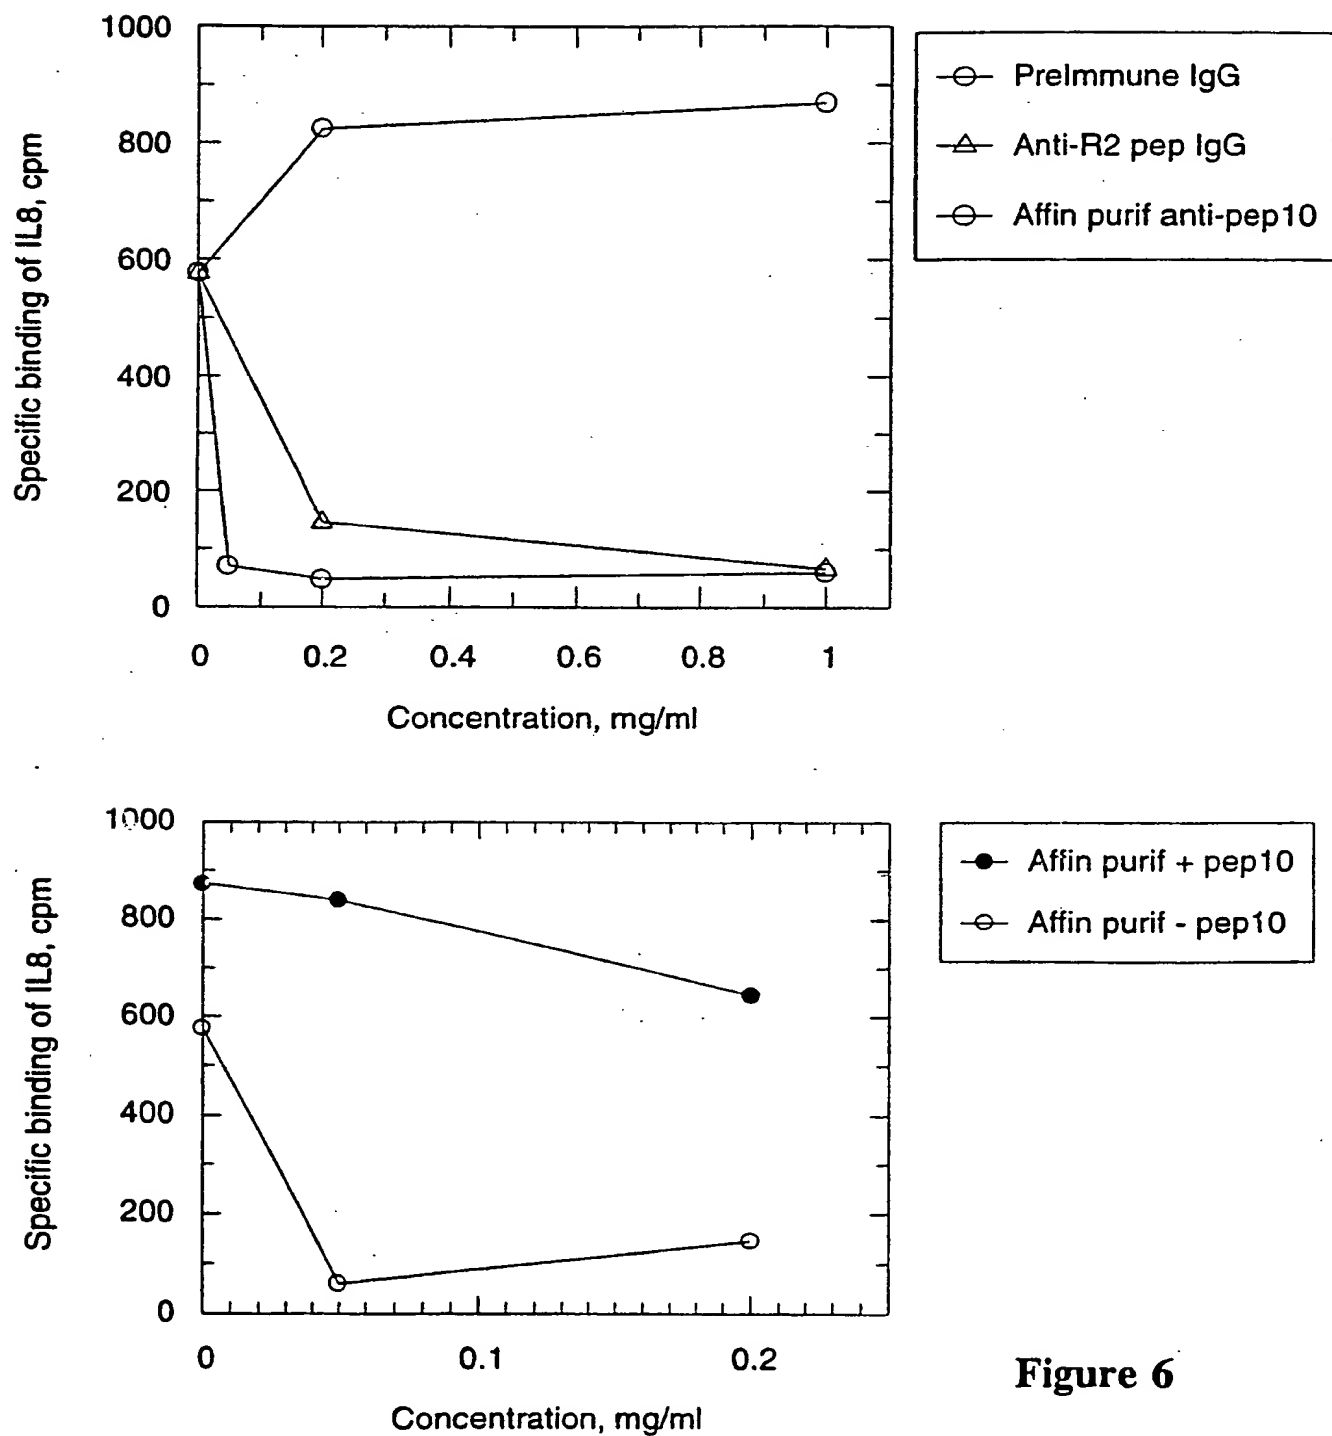 1000
800
600
400
200
0
Specific binding of IL8, cpm
0 0.2 0.4 0.6 0.8 1
Concentration, mg/ml
PreImmune IgG
Anti-R2 pep IgG
Affin purif anti-pep10
1000
800
600
400
200
0
Specific binding of IL8, cpm
0 0.1 0.2
Concentration, mg/ml
Affin purif + pep10
Affin purif - pep10
Figure 6